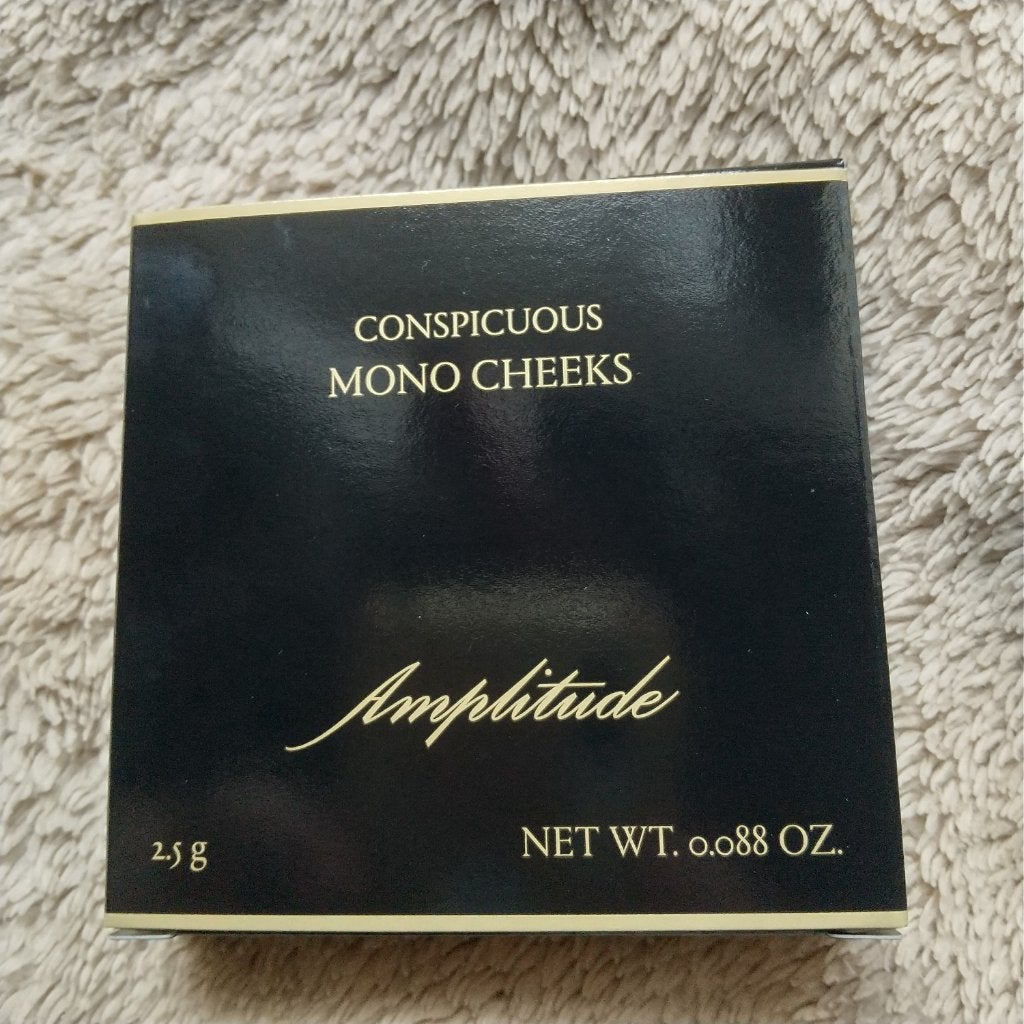 CONSPICUOUS
MONO CHEEKS
Amplitude
2.5 g NET WT. 0.088 OZ.